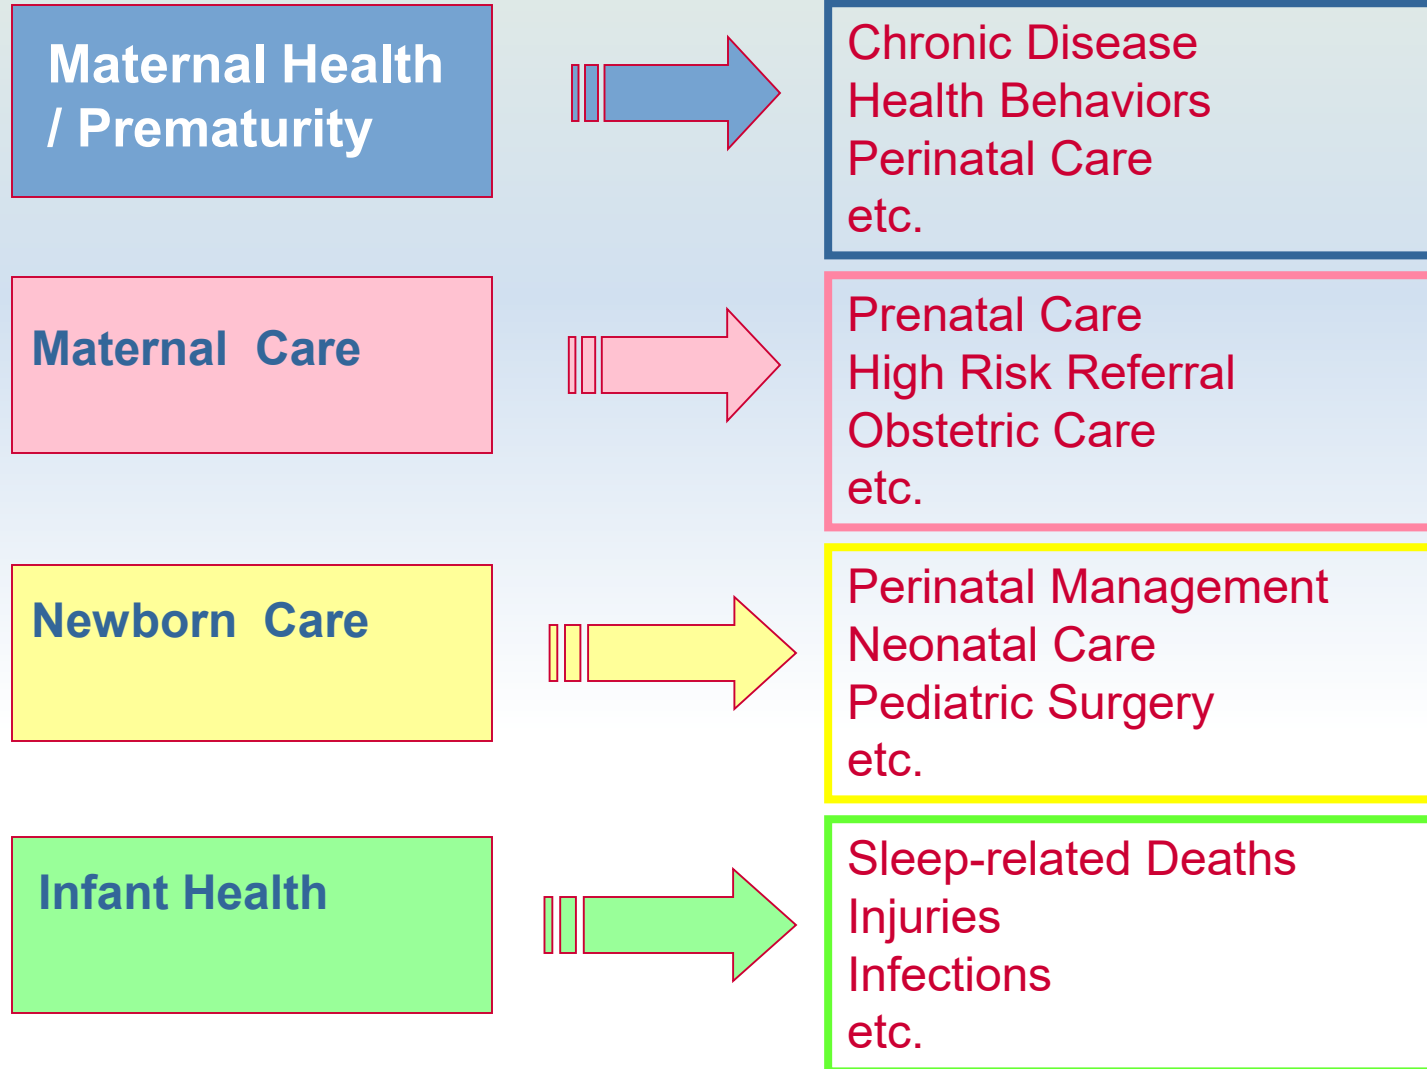 Maternal Health
/ Prematurity
Chronic Disease
Health Behaviors
Perinatal Care
etc.
Maternal Care
Prenatal Care
High Risk Referral
Obstetric Care
etc.
Newborn Care
Perinatal Management
Neonatal Care
Pediatric Surgery
etc.
Infant Health
Sleep-related Deaths
Injuries
Infections
etc.